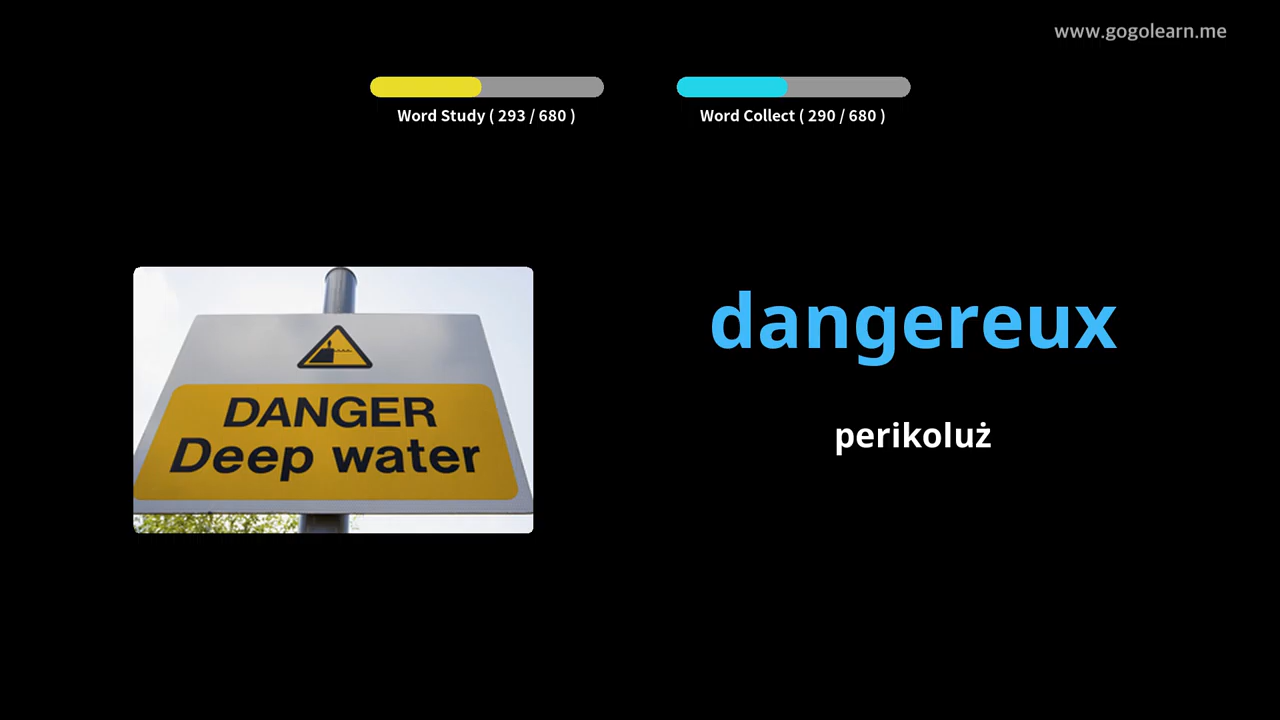 www.gogolearn.me
Word Study ( 293 / 680 )
Word Collect ( 290 / 680 )
DANGER
Deep water
dangereux
perikoluż